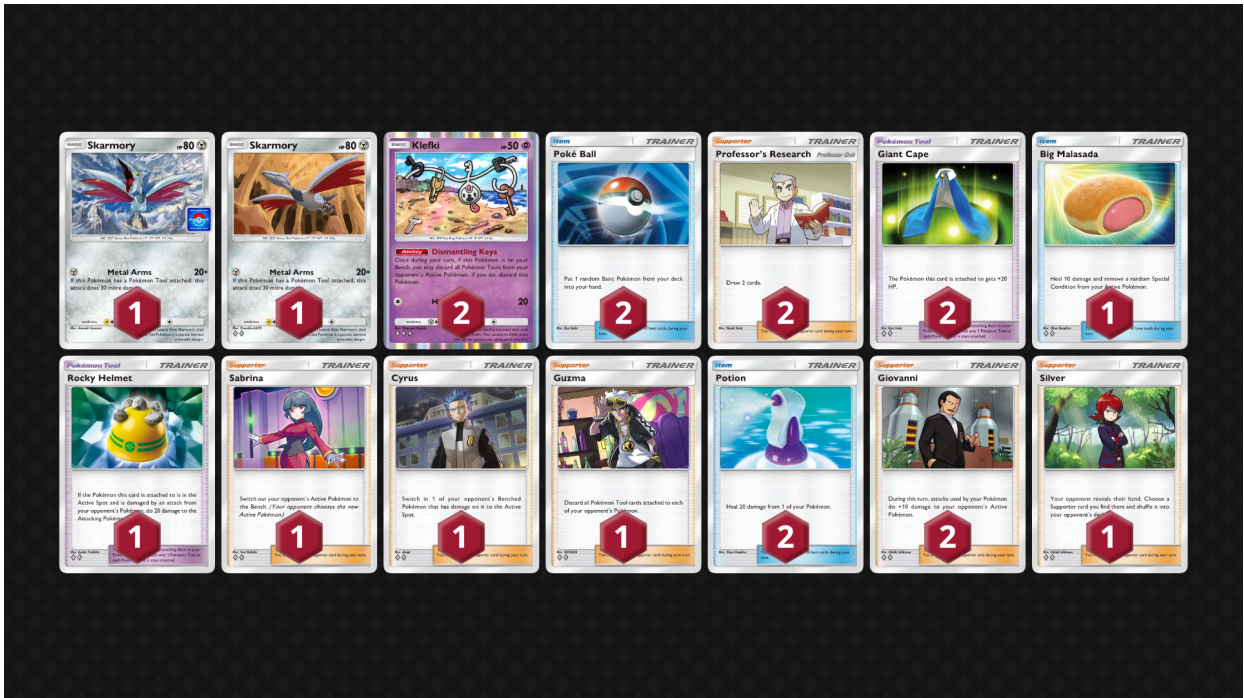 BASIC Skarmory HP 80
Metal Arms 20+
If this Pokémon has a Pokémon Tool attached, this
attack does 30 more damage.
1
BASIC Skarmory HP 80
Metal Arms 20+
If this Pokémon has a Pokémon Tool attached, this
attack does 30 more damage.
1
BASIC Klefki HP 50
Ability Dismantling Keys
Once during your turn, if this Pokémon is on your
Bench, you may discard all Pokémon Tools from your
opponent's Active Pokémon. If you do, discard this
Pokémon.
20
2
Item TRAINER
Poké Ball
Put 1 random Basic Pokémon from your deck
into your hand.
2
Supporter TRAINER
Professor's Research Professor Oak
Draw 2 cards.
2
Pokémon Tool TRAINER
Giant Cape
The Pokémon this card is attached to gets +20
HP.
2
Item TRAINER
Big Malasada
Heal 10 damage and remove a random Special
Condition from your Active Pokémon.
1
Pokémon Tool TRAINER
Rocky Helmet
If the Pokémon this card is attached to is in the
Active Spot and is damaged by an attack from
your opponent's Pokémon, do 20 damage to the
Attacking Pokémon.
1
Supporter TRAINER
Sabrina
Switch out your opponent's Active Pokémon to
the Bench. (Your opponent chooses the new
Active Pokémon.)
1
Supporter TRAINER
Cyrus
Switch in 1 of your opponent's Benched
Pokémon that has damage on it to the Active
Spot.
1
Supporter TRAINER
Guzma
Discard all Pokémon Tool cards attached to each
of your opponent's Pokémon.
1
Item TRAINER
Potion
Heal 20 damage from 1 of your Pokémon.
2
Supporter TRAINER
Giovanni
During this turn, attacks used by your Pokémon
do +10 damage to your opponent's Active
Pokémon.
2
Supporter TRAINER
Silver
Your opponent reveals their hand. Choose a
Supporter card you find there and shuffle it into
your opponent's deck.
1